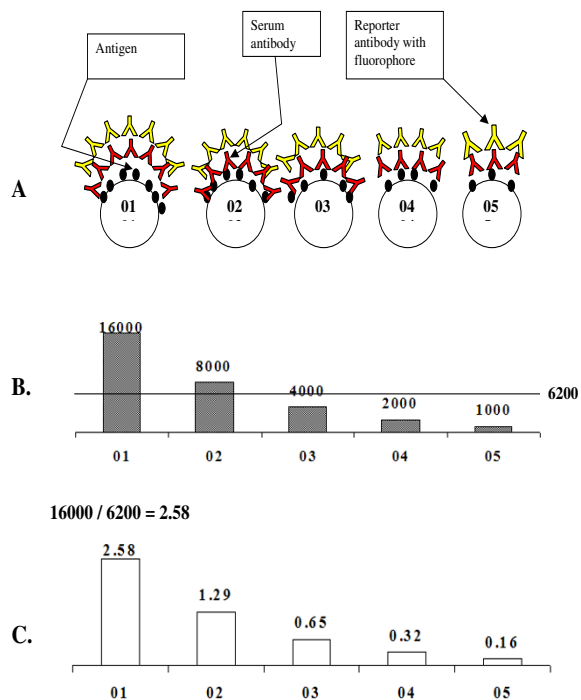 Antigen
Serum
antibody
Reporter
antibody with
fluorophore
A
01 02 03 04 05
B.
16000
8000
4000
2000
1000
6200
01 02 03 04 05
16000 / 6200 = 2.58
C.
2.58
1.29
0.65
0.32
0.16
01 02 03 04 05